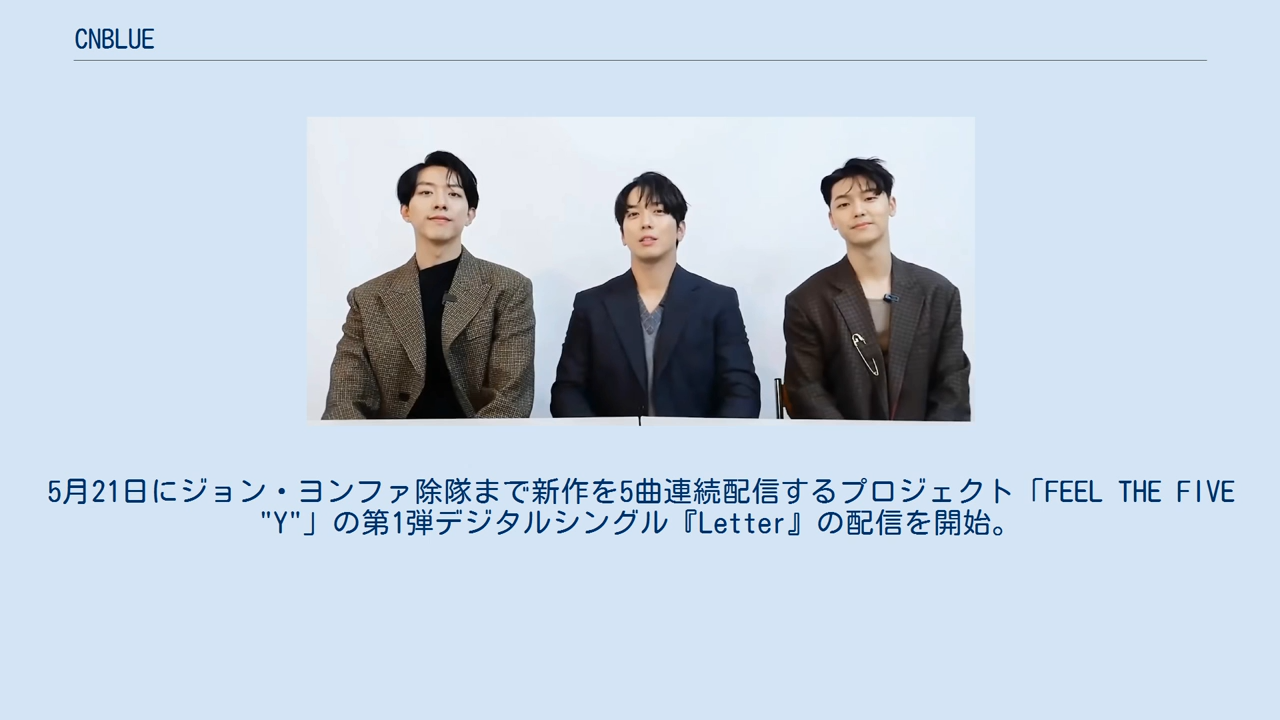 CNBLUE
5月21日にジョン・ヨンファ除隊まで新作を5曲連続配信するプロジェクト「FEEL THE FIVE
"Y"」の第1弾デジタルシングル『Letter』の配信を開始。